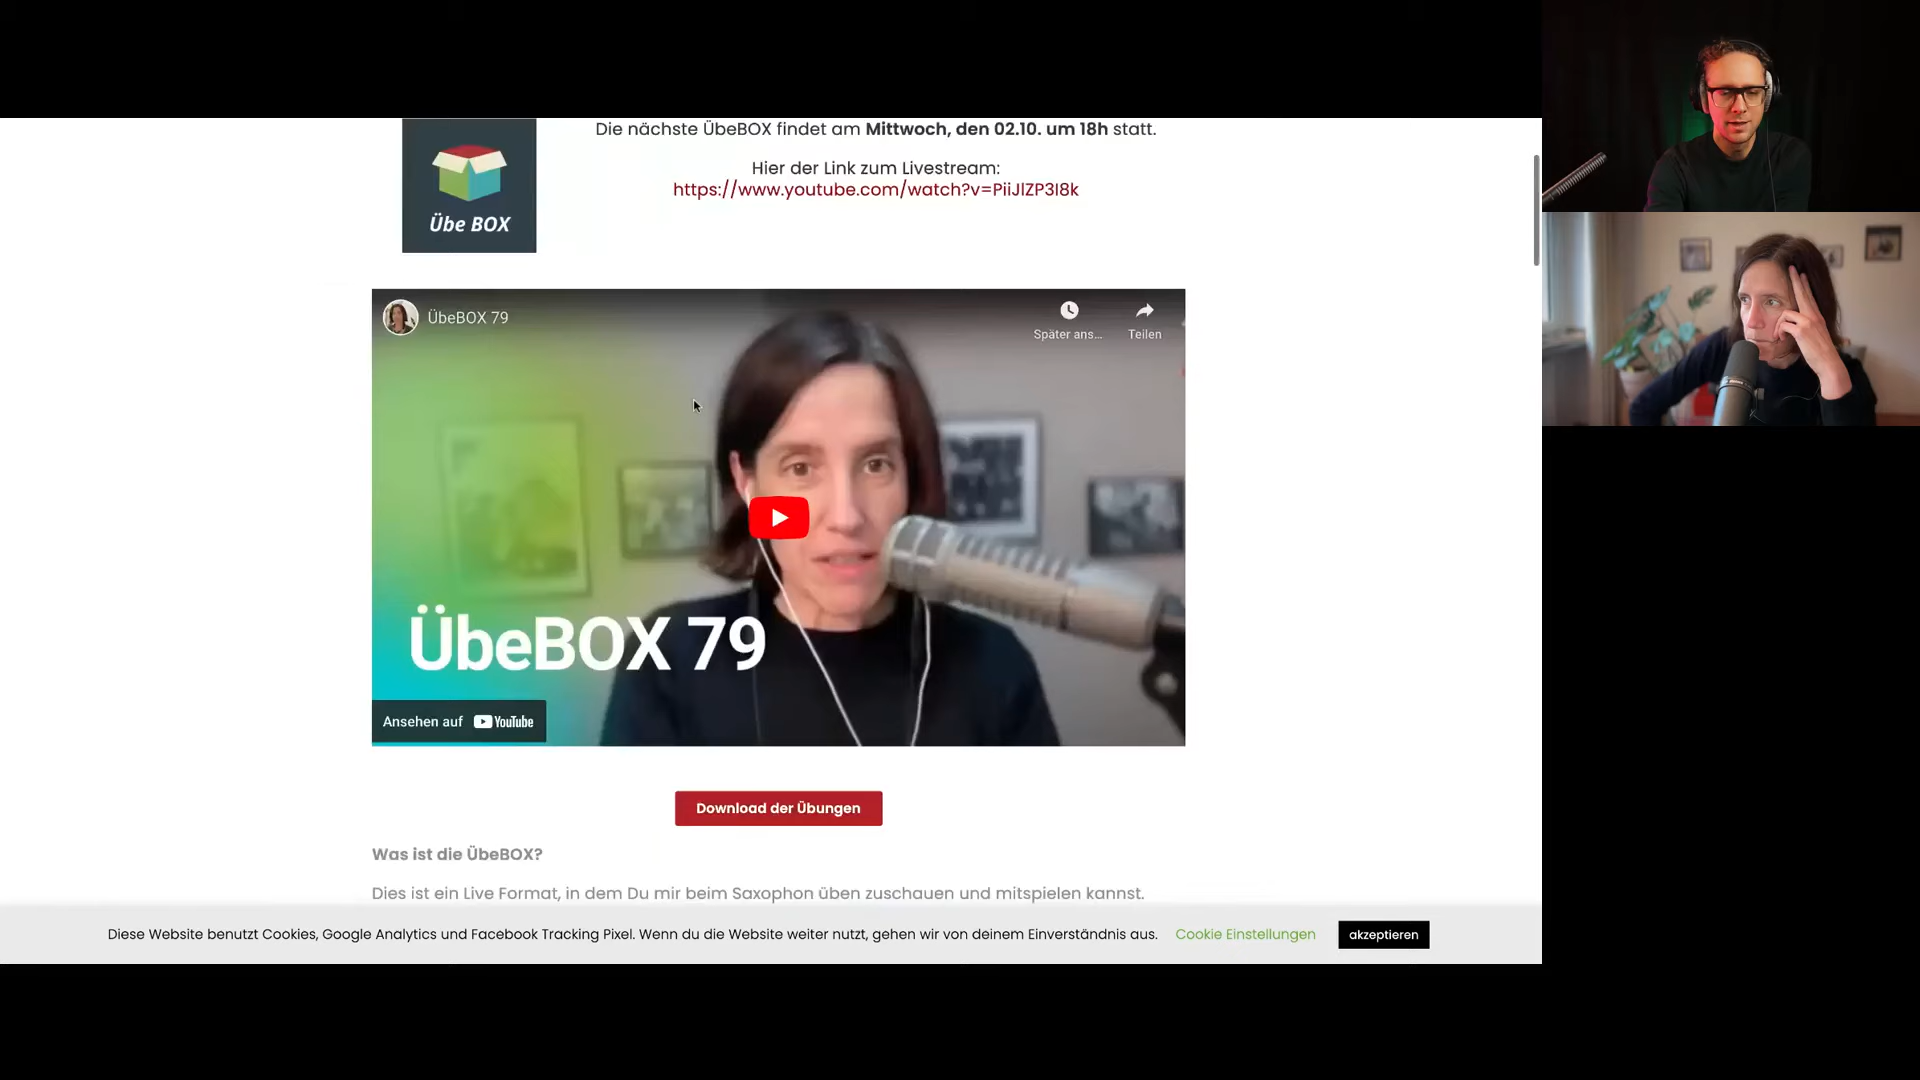 Die nächste ÜbeBOX findet am Mittwoch, den 02.10. um 18h statt.
Hier der Link zum Livestream:
https://www.youtube.com/watch?v=PiiJlZP3I8k
Übe BOX
ÜbeBOX 79
Später ans...
Teilen
ÜbeBOX 79
Ansehen auf YouTube
Download der Übungen
Was ist die ÜbeBOX?
Dies ist ein Live Format, in dem Du mir beim Saxophon üben zuschauen und mitspielen kannst.
Diese Website benutzt Cookies, Google Analytics und Facebook Tracking Pixel. Wenn du die Website weiter nutzt, gehen wir von deinem Einverständnis aus. Cookie Einstellungen akzeptieren